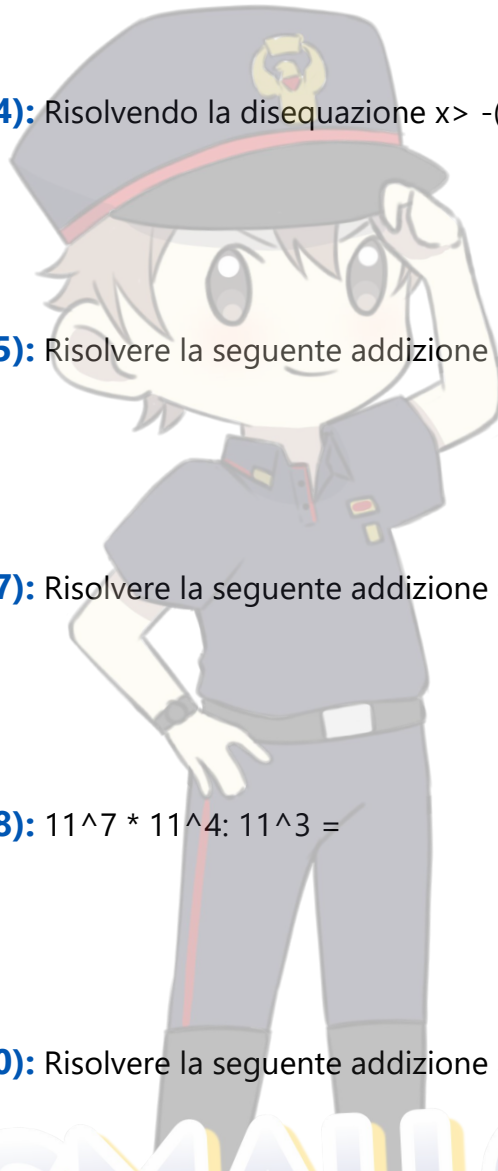 4): Risolvendo la disequazione x> -(
5): Risolvere la seguente addizione
7): Risolvere la seguente addizione
8): 11^7 * 11^4: 11^3 =
0): Risolvere la seguente addizione